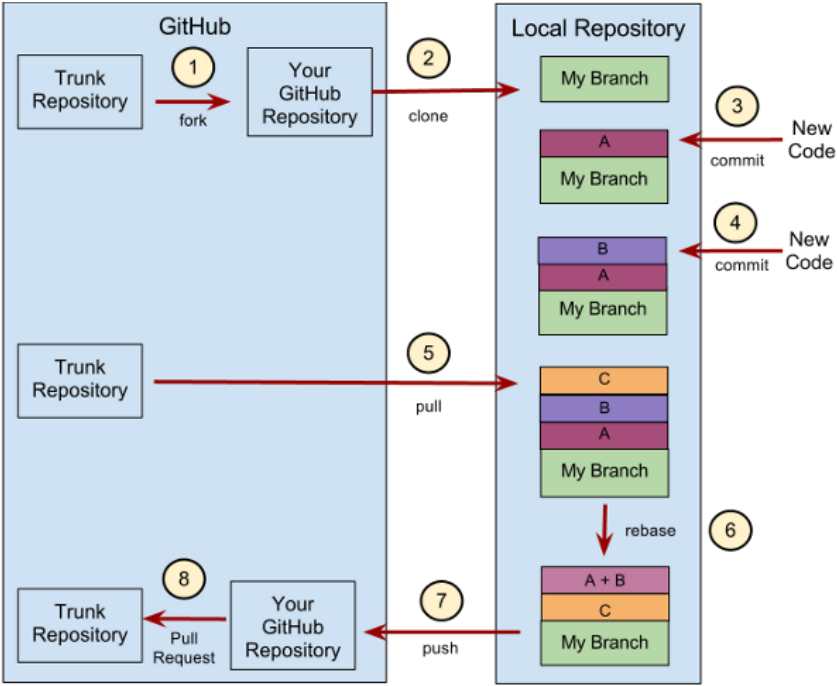 GitHub
Local Repository
Trunk
Repository
1
fork
Your
GitHub
Repository
2
clone
My Branch
3
commit
New
Code
A
My Branch
4
commit
New
Code
B
A
My Branch
Trunk
Repository
5
pull
C
B
A
My Branch
rebase
6
A + B
C
My Branch
7
push
Your
GitHub
Repository
8
Pull
Request
Trunk
Repository